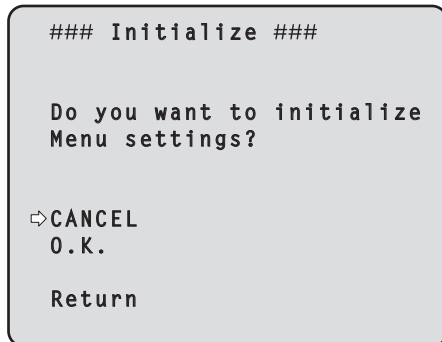 ### Initialize ###
Do you want to initialize
Menu settings?
⇨CANCEL
O.K.
Return